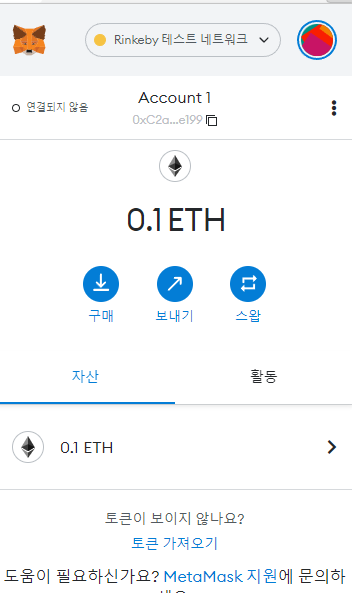 Rinkeby 테스트 네트워크
연결되지 않음
Account 1
0xC2a...e199
0.1 ETH
구매
보내기
스왑
자산
활동
0.1 ETH
토큰이 보이지 않나요?
토큰 가져오기
도움이 필요하신가요? MetaMask 지원에 문의하